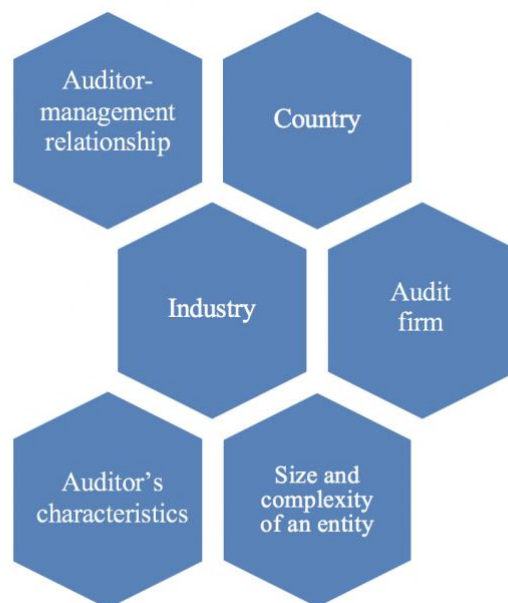 Auditor-
management
relationship
Country
Industry
Audit
firm
Auditor’s
characteristics
Size and
complexity
of an entity